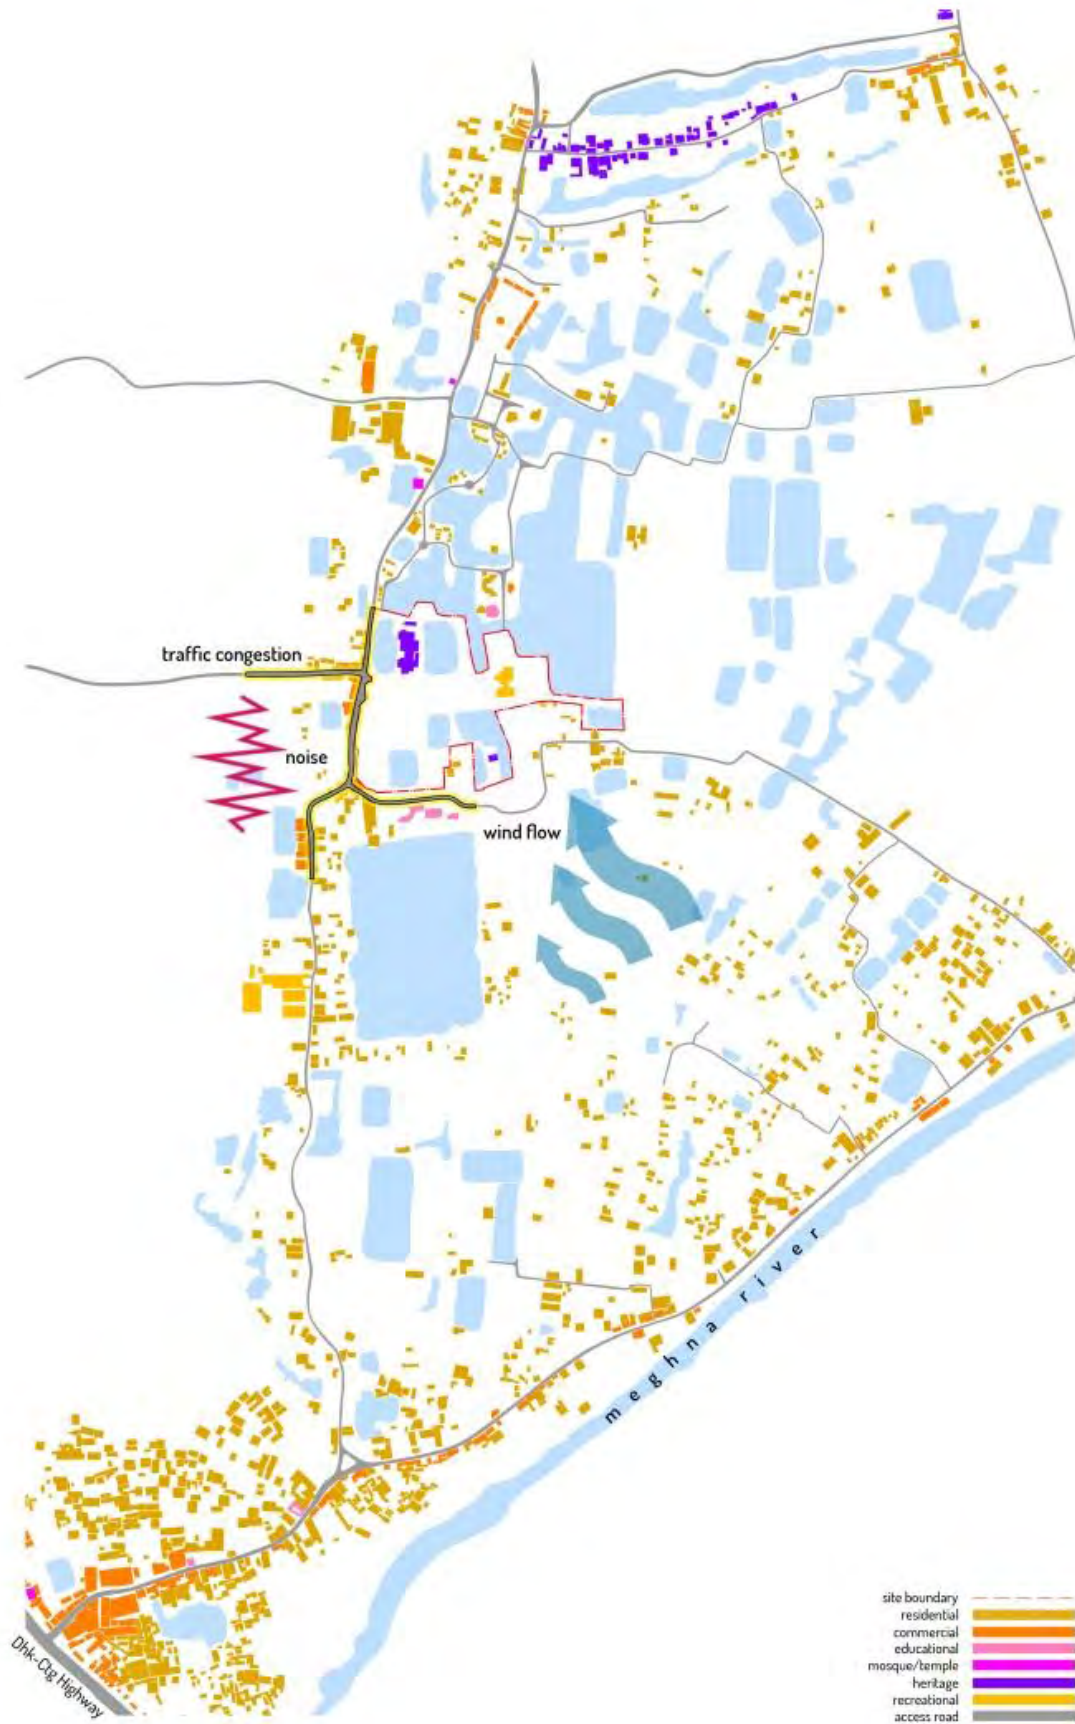 traffic congestion
noise
wind flow
meghna river
Dhk-Ctg Highway
site boundary
residential
commercial
educational
mosque/temple
heritage
recreational
access road